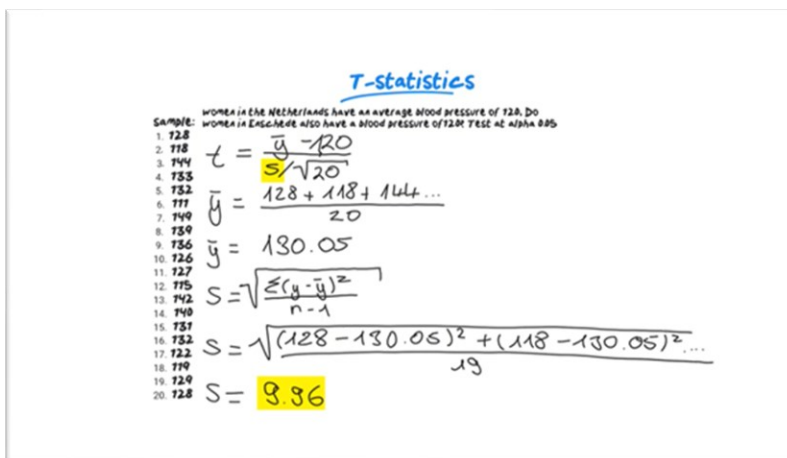 T-statistics
women in the Netherlands have an average blood pressure of 120. Do
Sample: women in Enschede also have a blood pressure of 120? Test at alpha 0.05
1. 128
2. 118
3. 144
4. 133
5. 132
6. 111
7. 149
8. 139
9. 136
10. 126
11. 127
12. 115
13. 142
14. 140
15. 131
16. 132
17. 122
18. 119
19. 129
20. 128
t = ȳ - 120 / S/√20
ȳ = 128 + 118 + 144... / 20
ȳ = 130.05
S = √Σ(y - ȳ)² / n - 1
S = √(128 - 130.05)² + (118 - 130.05)² ... / 19
S = 9.96